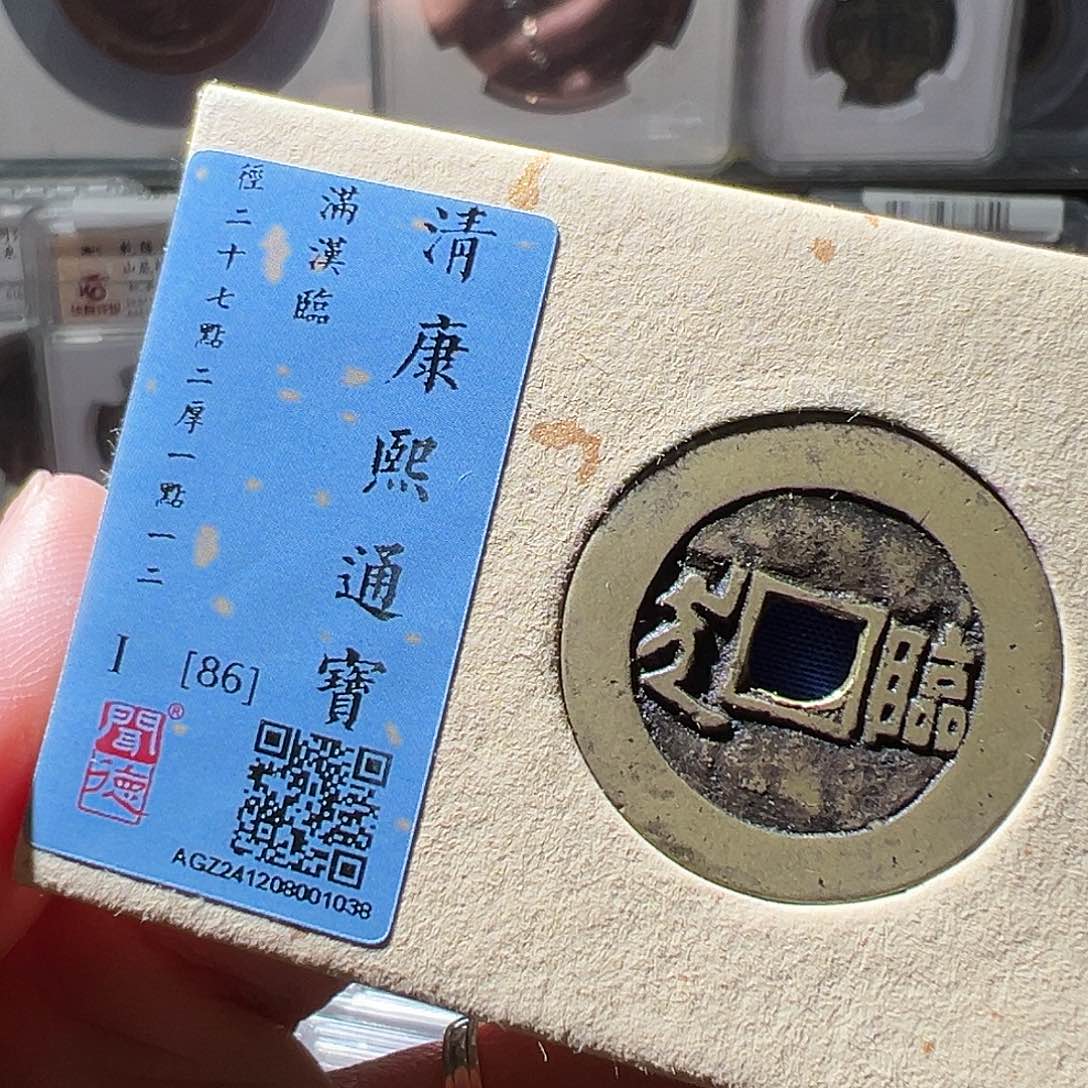 清康熙通寶
滿漢臨
徑二十七點二厚一點一二
I [86]
聞德®
AGZ241208001038
臨